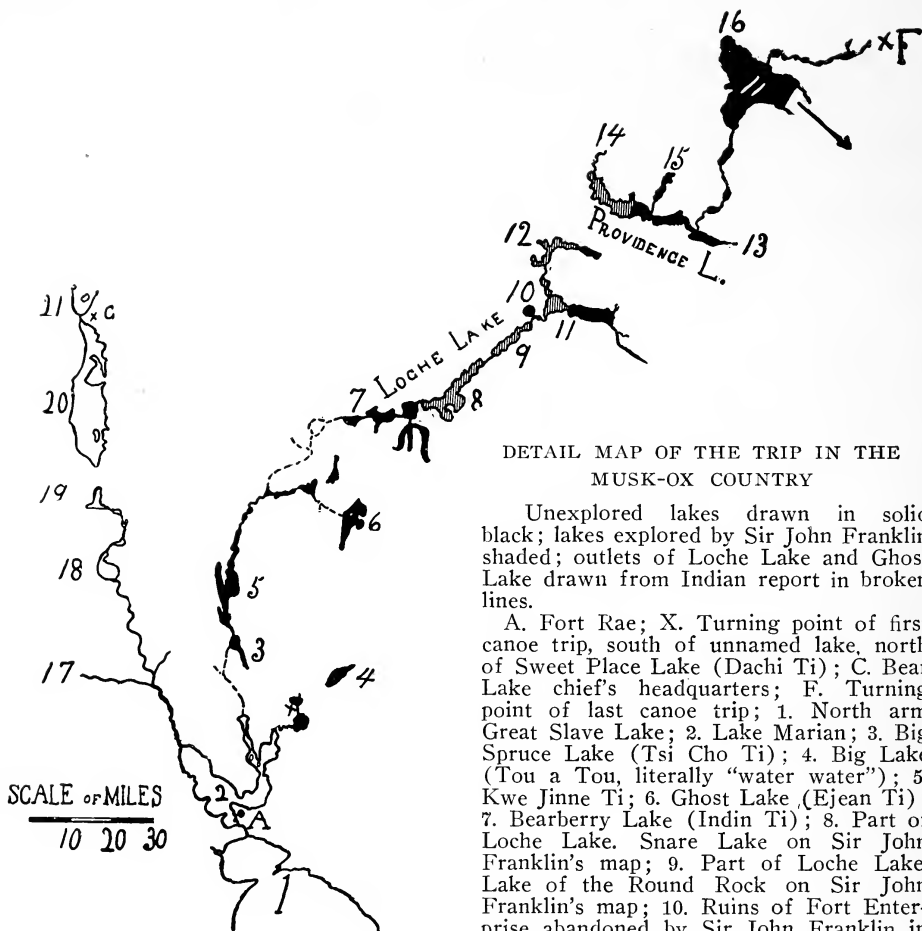 16
F
14
15
PROVIDENCE L.
13
12
10
11
9
LOCHE LAKE
8
7
21
C
20
19
18
6
5
3
4
17
2
A
X
1
SCALE OF MILES
10 20 30
DETAIL MAP OF THE TRIP IN THE
MUSK-OX COUNTRY
Unexplored lakes drawn in solid
black; lakes explored by Sir John Franklin
shaded; outlets of Loche Lake and Ghos
Lake drawn from Indian report in broken
lines.
A. Fort Rae; X. Turning point of firs
canoe trip, south of unnamed lake, north
of Sweet Place Lake (Dachi Ti); C. Bear
Lake chief's headquarters; F. Turning
point of last canoe trip; 1. North arm
Great Slave Lake; 2. Lake Marian; 3. Big
Spruce Lake (Tsi Cho Ti); 4. Big Lake
(Tou a Tou, literally "water water"); 5
Kwe Jinne Ti; 6. Ghost Lake (Ejean Ti)
7. Bearberry Lake (Indin Ti); 8. Part of
Loche Lake. Snare Lake on Sir John
Franklin's map; 9. Part of Loche Lake
Lake of the Round Rock on Sir John
Franklin's map; 10. Ruins of Fort Enter-
prise abandoned by Sir John Franklin in